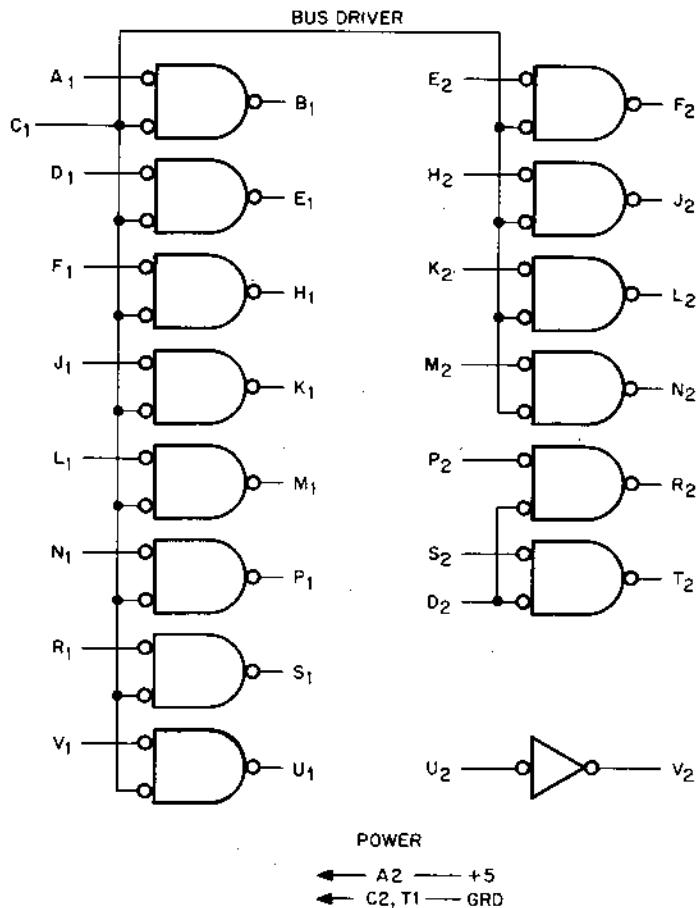 BUS DRIVER
A1
B1
C1
D1
E1
F1
H1
J1
K1
L1
M1
N1
P1
R1
S1
V1
U1
E2
F2
H2
J2
K2
L2
M2
N2
P2
R2
S2
T2
D2
U2
V2
POWER
A2 +5
C2, T1 GRD